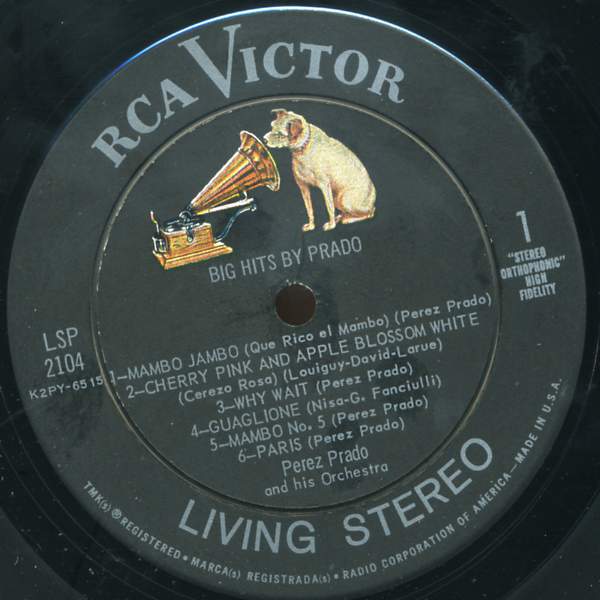 RCA VICTOR
BIG HITS BY PRADO
1
"STEREO
ORTHOPHONIC"
HIGH
FIDELITY
LSP
2104
K2PY-6515
1—MAMBO JAMBO (Que Rico el Mambo) (Perez Prado)
2—CHERRY PINK AND APPLE BLOSSOM WHITE
(Cerezo Rosa) (Louiguy-David-Larue)
3—WHY WAIT (Perez Prado)
4—GUAGLIONE (Nisa-G. Fanciulli)
5—MAMBO No. 5 (Perez Prado)
6—PARIS (Perez Prado)
Perez Prado
and his Orchestra
LIVING STEREO
TMK(s) ® REGISTERED • MARCA(s) REGISTRADA(s) • RADIO CORPORATION OF AMERICA—MADE IN U.S.A.